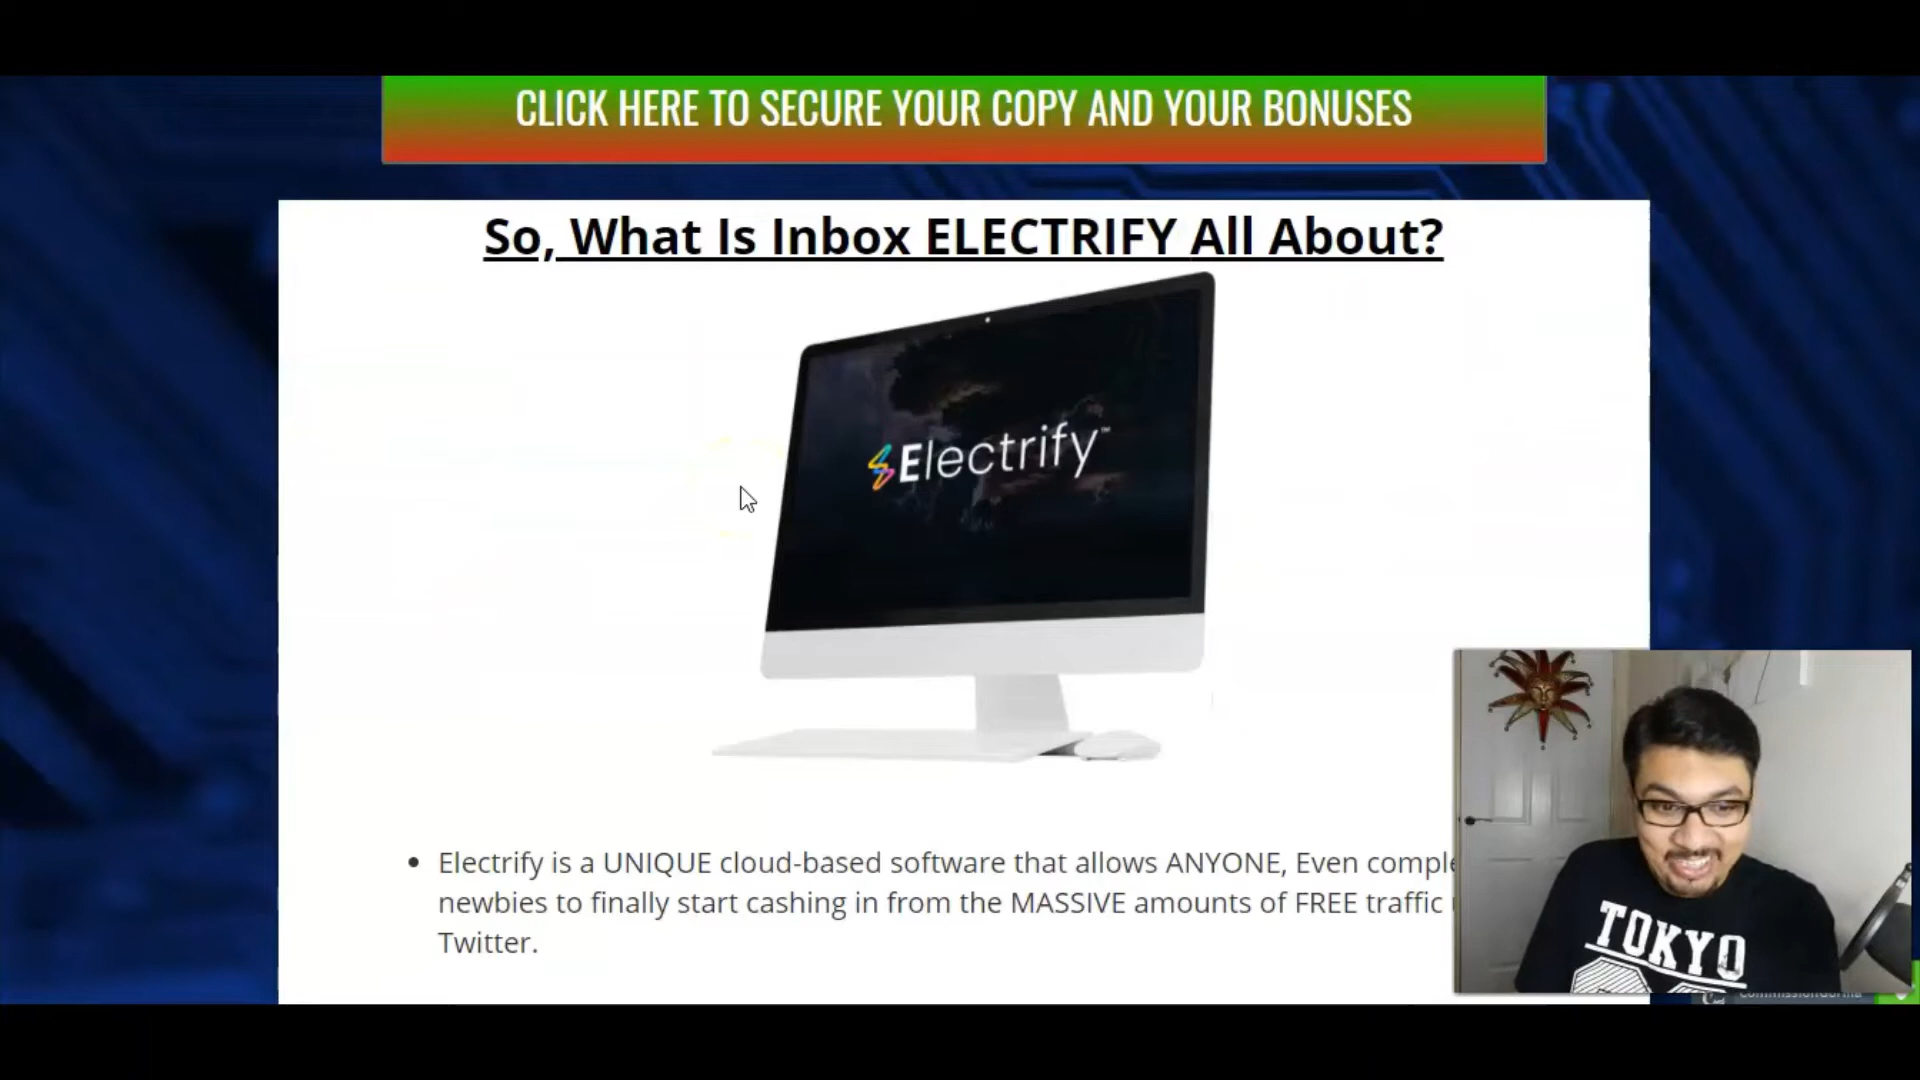 CLICK HERE TO SECURE YOUR COPY AND YOUR BONUSES
So, What Is Inbox ELECTRIFY All About?
Electrify™
• Electrify is a UNIQUE cloud-based software that allows ANYONE, Even comple
newbies to finally start cashing in from the MASSIVE amounts of FREE traffic
Twitter.
TOKYO